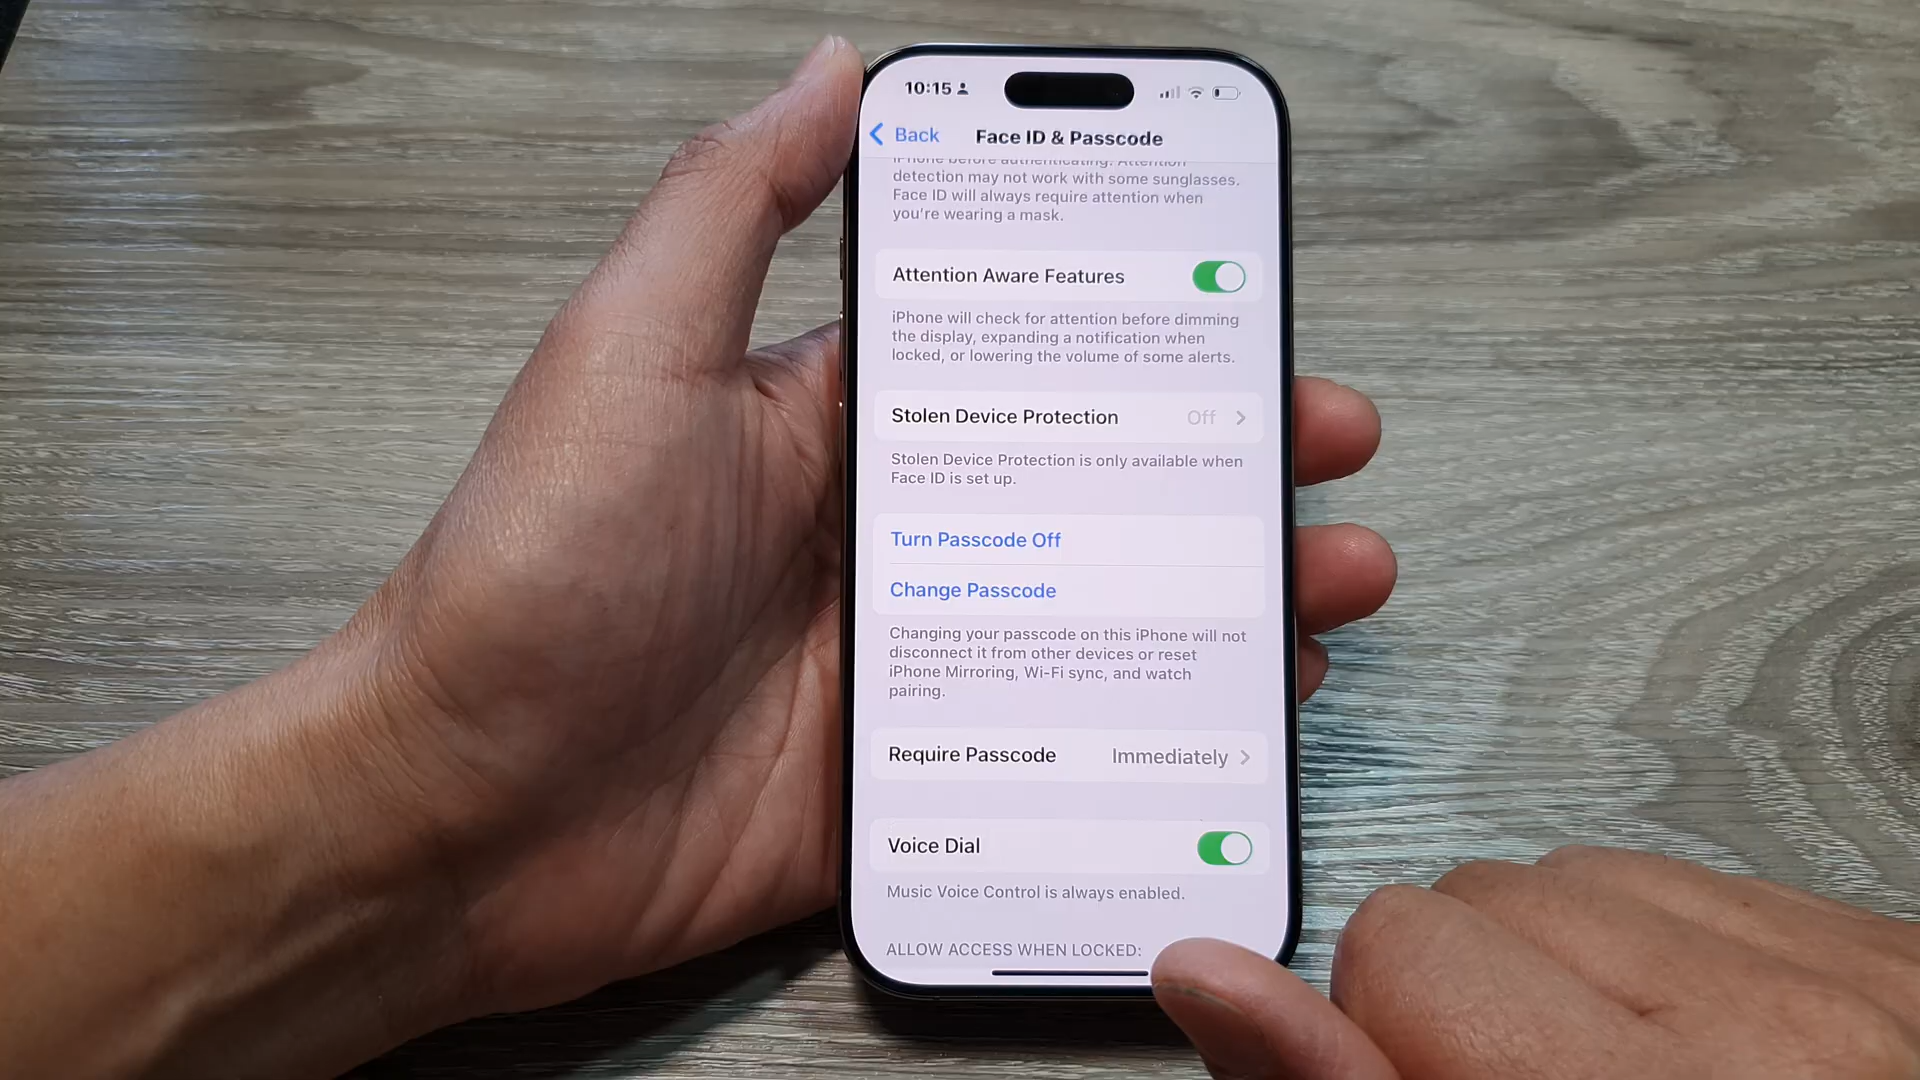 10:15
Back Face ID & Passcode
iPhone before authenticating. Attention
detection may not work with some sunglasses.
Face ID will always require attention when
you're wearing a mask.
Attention Aware Features
iPhone will check for attention before dimming
the display, expanding a notification when
locked, or lowering the volume of some alerts.
Stolen Device Protection Off
Stolen Device Protection is only available when
Face ID is set up.
Turn Passcode Off
Change Passcode
Changing your passcode on this iPhone will not
disconnect it from other devices or reset
iPhone Mirroring, Wi-Fi sync, and watch
pairing.
Require Passcode Immediately
Voice Dial
Music Voice Control is always enabled.
ALLOW ACCESS WHEN LOCKED: